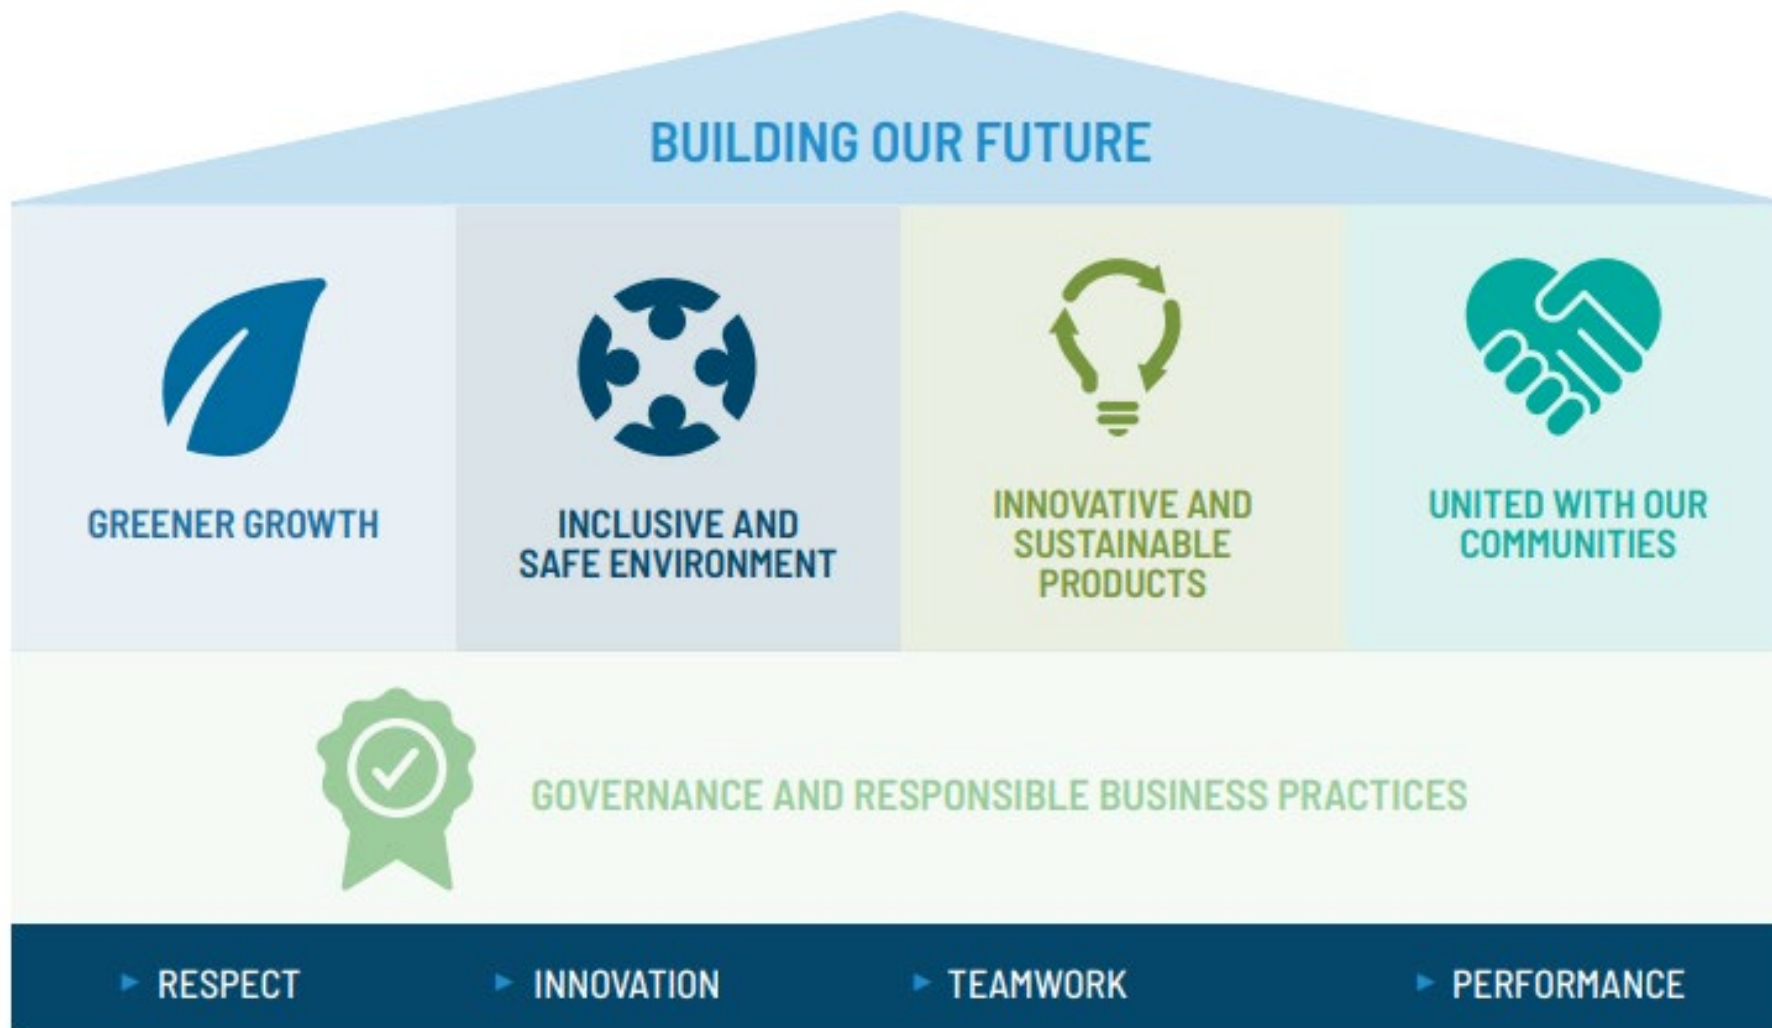 BUILDING OUR FUTURE
GREENER GROWTH
INCLUSIVE AND
SAFE ENVIRONMENT
INNOVATIVE AND
SUSTAINABLE
PRODUCTS
UNITED WITH OUR
COMMUNITIES
GOVERNANCE AND RESPONSIBLE BUSINESS PRACTICES
RESPECT
INNOVATION
TEAMWORK
PERFORMANCE